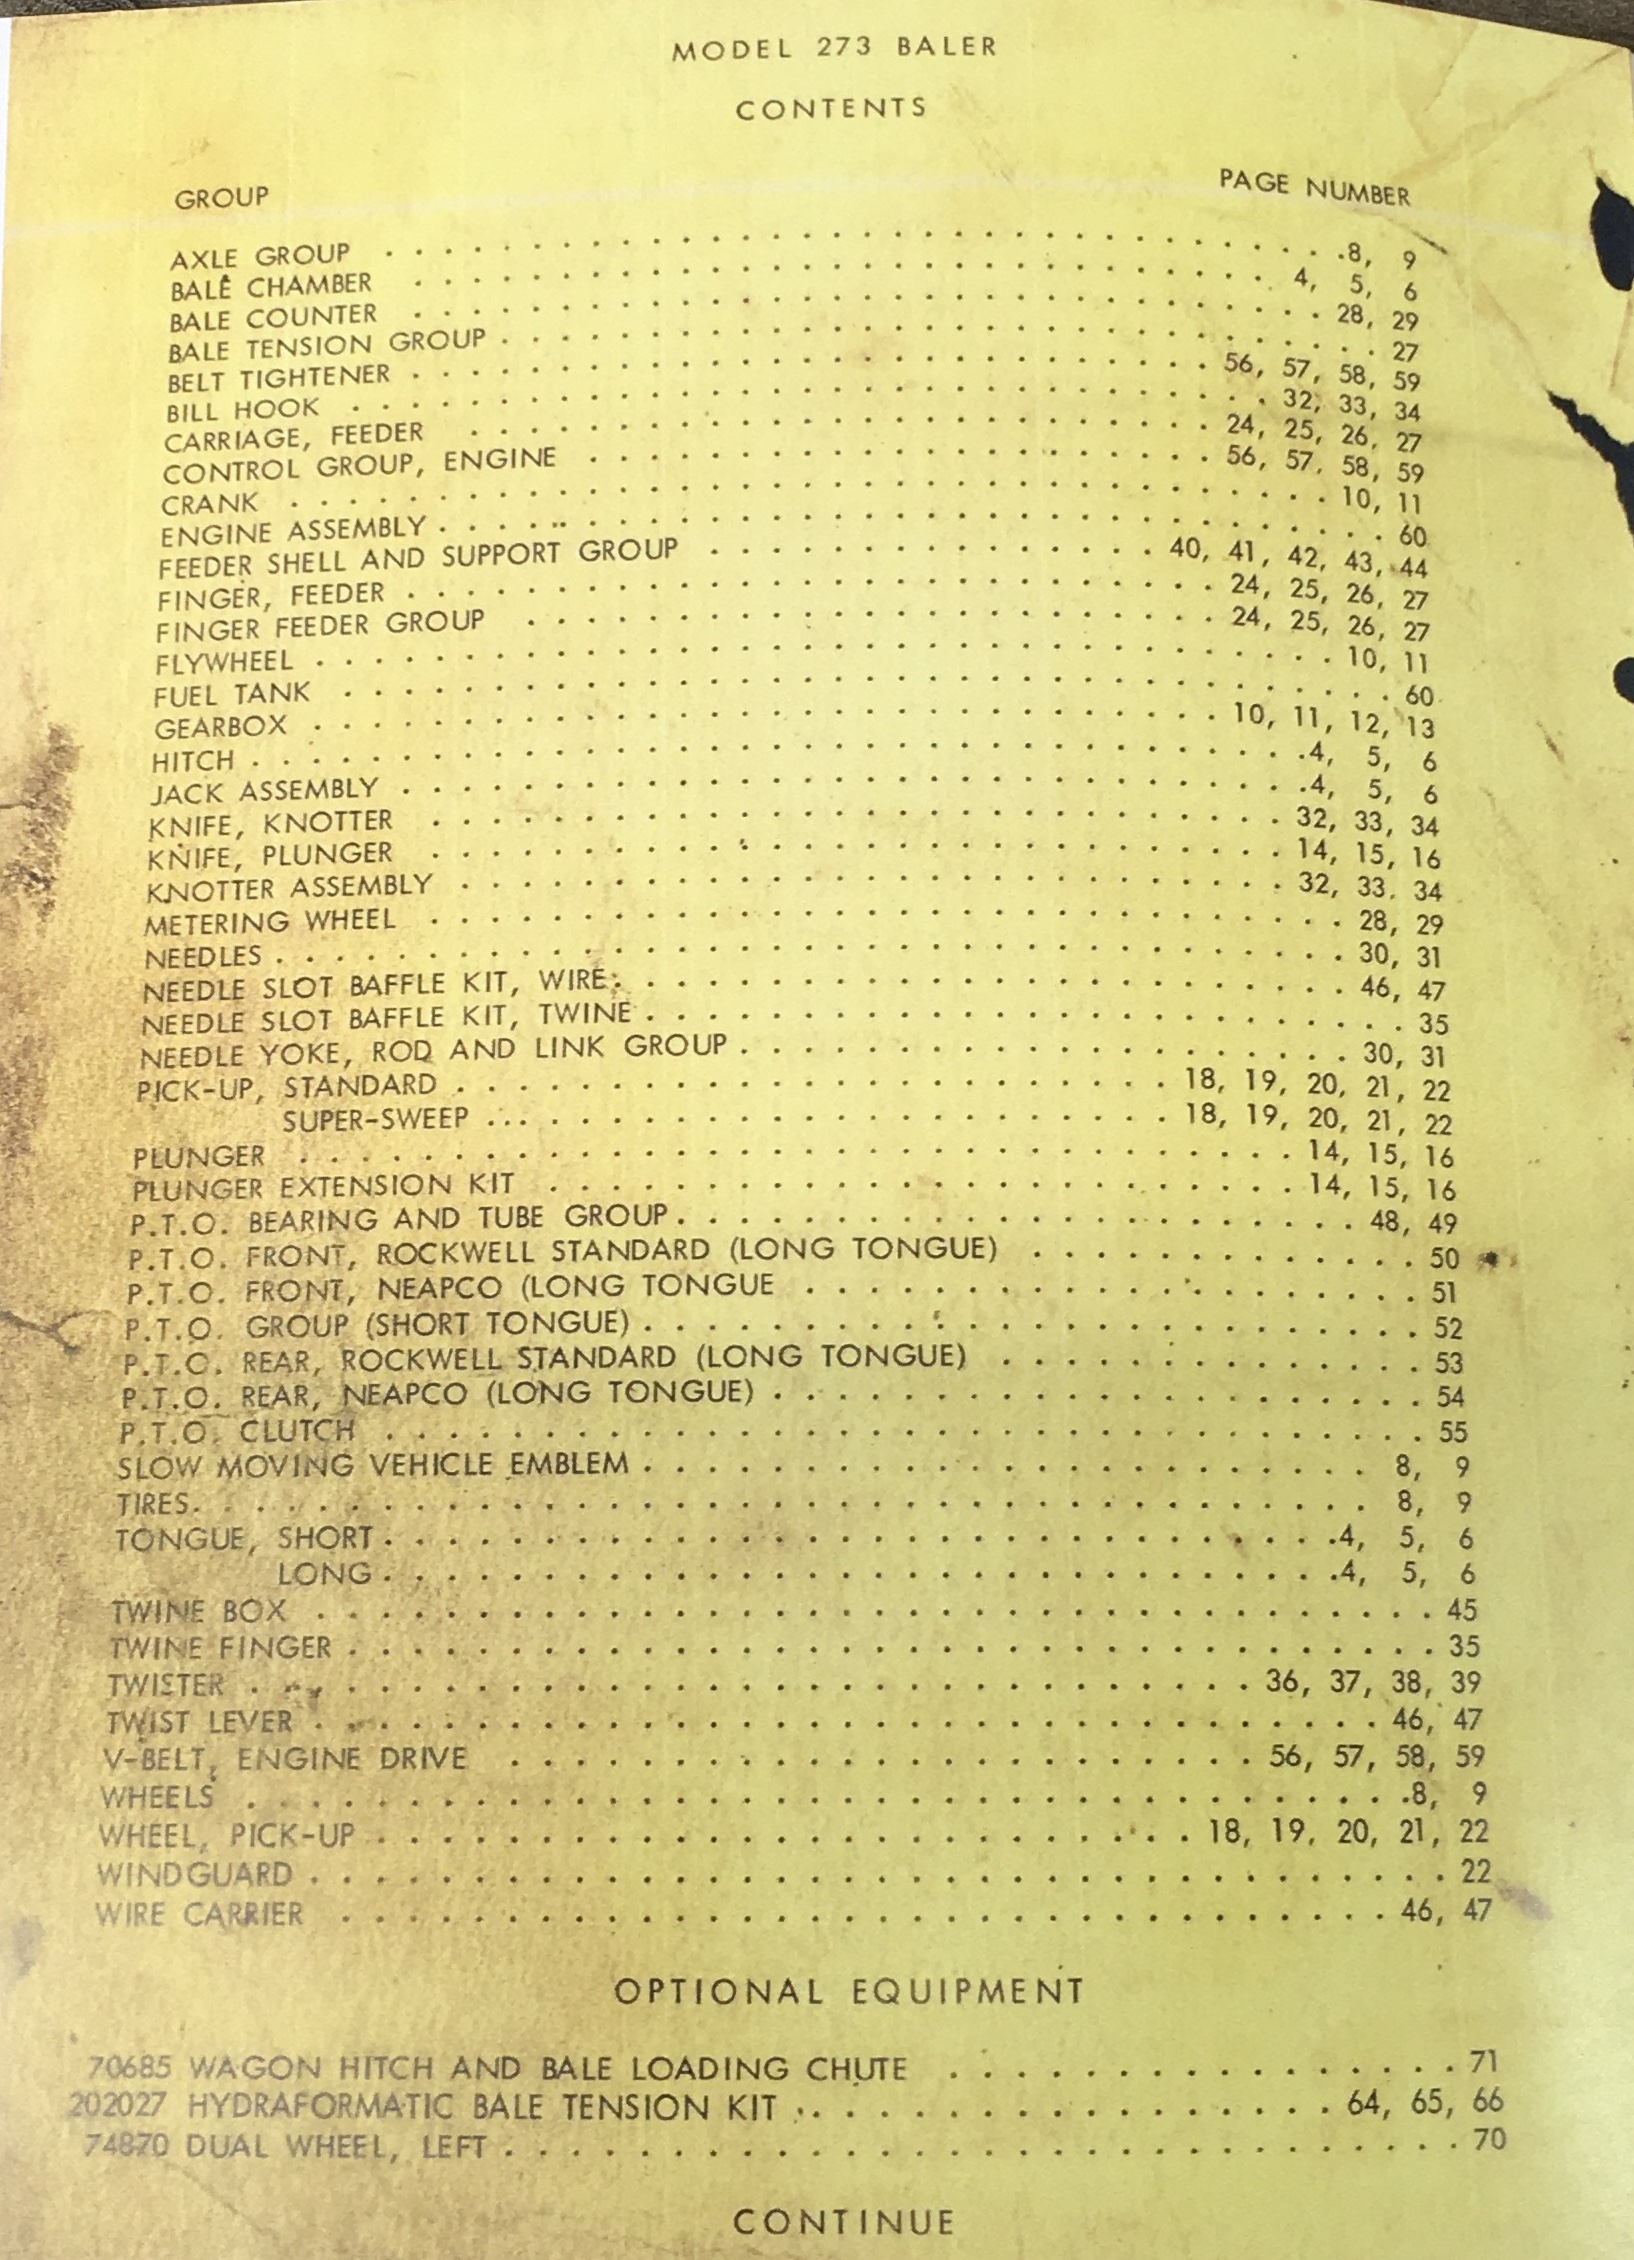 MODEL 273 BALER
CONTENTS
GROUP PAGE NUMBER
AXLE GROUP . . . . . . . . . . 8, 9
BALE CHAMBER . . . . . . . . . . 4, 5, 6
BALE COUNTER . . . . . . . . . . 28, 29
BALE TENSION GROUP . . . . . . . . . . 27
BELT TIGHTENER . . . . . . . . . . 56, 57, 58, 59
BILL HOOK . . . . . . . . . . 32, 33, 34
CARRIAGE, FEEDER . . . . . . . . . . 24, 25, 26, 27
CONTROL GROUP, ENGINE . . . . . . . . . . 56, 57, 58, 59
CRANK . . . . . . . . . . 10, 11
ENGINE ASSEMBLY . . . . . . . . . . 60
FEEDER SHELL AND SUPPORT GROUP . . . . . . . . . . 40, 41, 42, 43, 44
FINGER, FEEDER . . . . . . . . . . 24, 25, 26, 27
FINGER FEEDER GROUP . . . . . . . . . . 24, 25, 26, 27
FLYWHEEL . . . . . . . . . . 10, 11
FUEL TANK . . . . . . . . . . 60
GEARBOX . . . . . . . . . . 10, 11, 12, 13
HITCH . . . . . . . . . . 4, 5, 6
JACK ASSEMBLY . . . . . . . . . . 4, 5, 6
KNIFE, KNOTTER . . . . . . . . . . 32, 33, 34
KNIFE, PLUNGER . . . . . . . . . . 14, 15, 16
KNOTTER ASSEMBLY . . . . . . . . . . 32, 33, 34
METERING WHEEL . . . . . . . . . . 28, 29
NEEDLES . . . . . . . . . . 30, 31
NEEDLE SLOT BAFFLE KIT, WIRE . . . . . . . . . . 46, 47
NEEDLE SLOT BAFFLE KIT, TWINE . . . . . . . . . . 35
NEEDLE YOKE, ROD AND LINK GROUP . . . . . . . . . . 30, 31
PICK-UP, STANDARD . . . . . . . . . . 18, 19, 20, 21, 22
SUPER-SWEEP . . . . . . . . . . 18, 19, 20, 21, 22
PLUNGER . . . . . . . . . . 14, 15, 16
PLUNGER EXTENSION KIT . . . . . . . . . . 14, 15, 16
P.T.O. BEARING AND TUBE GROUP . . . . . . . . . . 48, 49
P.T.O. FRONT, ROCKWELL STANDARD (LONG TONGUE) . . . . . . . . . . 50
P.T.O. FRONT, NEAPCO (LONG TONGUE . . . . . . . . . . 51
P.T.O. GROUP (SHORT TONGUE) . . . . . . . . . . 52
P.T.O. REAR, ROCKWELL STANDARD (LONG TONGUE) . . . . . . . . . . 53
P.T.O. REAR, NEAPCO (LONG TONGUE) . . . . . . . . . . 54
P.T.O. CLUTCH . . . . . . . . . . 55
SLOW MOVING VEHICLE EMBLEM . . . . . . . . . . 8, 9
TIRES . . . . . . . . . . 8, 9
TONGUE, SHORT . . . . . . . . . . 4, 5, 6
LONG . . . . . . . . . . 4, 5, 6
TWINE BOX . . . . . . . . . . 45
TWINE FINGER . . . . . . . . . . 35
TWISTER . . . . . . . . . . 36, 37, 38, 39
TWIST LEVER . . . . . . . . . . 46, 47
V-BELT, ENGINE DRIVE . . . . . . . . . . 56, 57, 58, 59
WHEELS . . . . . . . . . . 8, 9
WHEEL, PICK-UP . . . . . . . . . . 18, 19, 20, 21, 22
WINDGUARD . . . . . . . . . . 22
WIRE CARRIER . . . . . . . . . . 46, 47
OPTIONAL EQUIPMENT
70685 WAGON HITCH AND BALE LOADING CHUTE . . . . . . . . . . 71
202027 HYDRAFORMATIC BALE TENSION KIT . . . . . . . . . . 64, 65, 66
74870 DUAL WHEEL, LEFT . . . . . . . . . . 70
CONTINUE